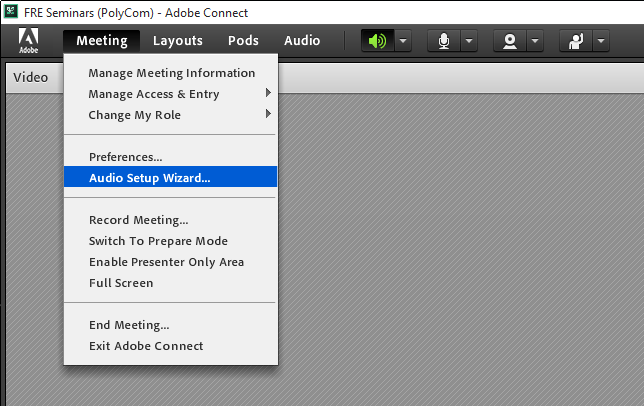 FRE Seminars (PolyCom) - Adobe Connect
Adobe Meeting Layouts Pods Audio
Video
Manage Meeting Information
Manage Access & Entry
Change My Role
Preferences...
Audio Setup Wizard...
Record Meeting...
Switch To Prepare Mode
Enable Presenter Only Area
Full Screen
End Meeting...
Exit Adobe Connect